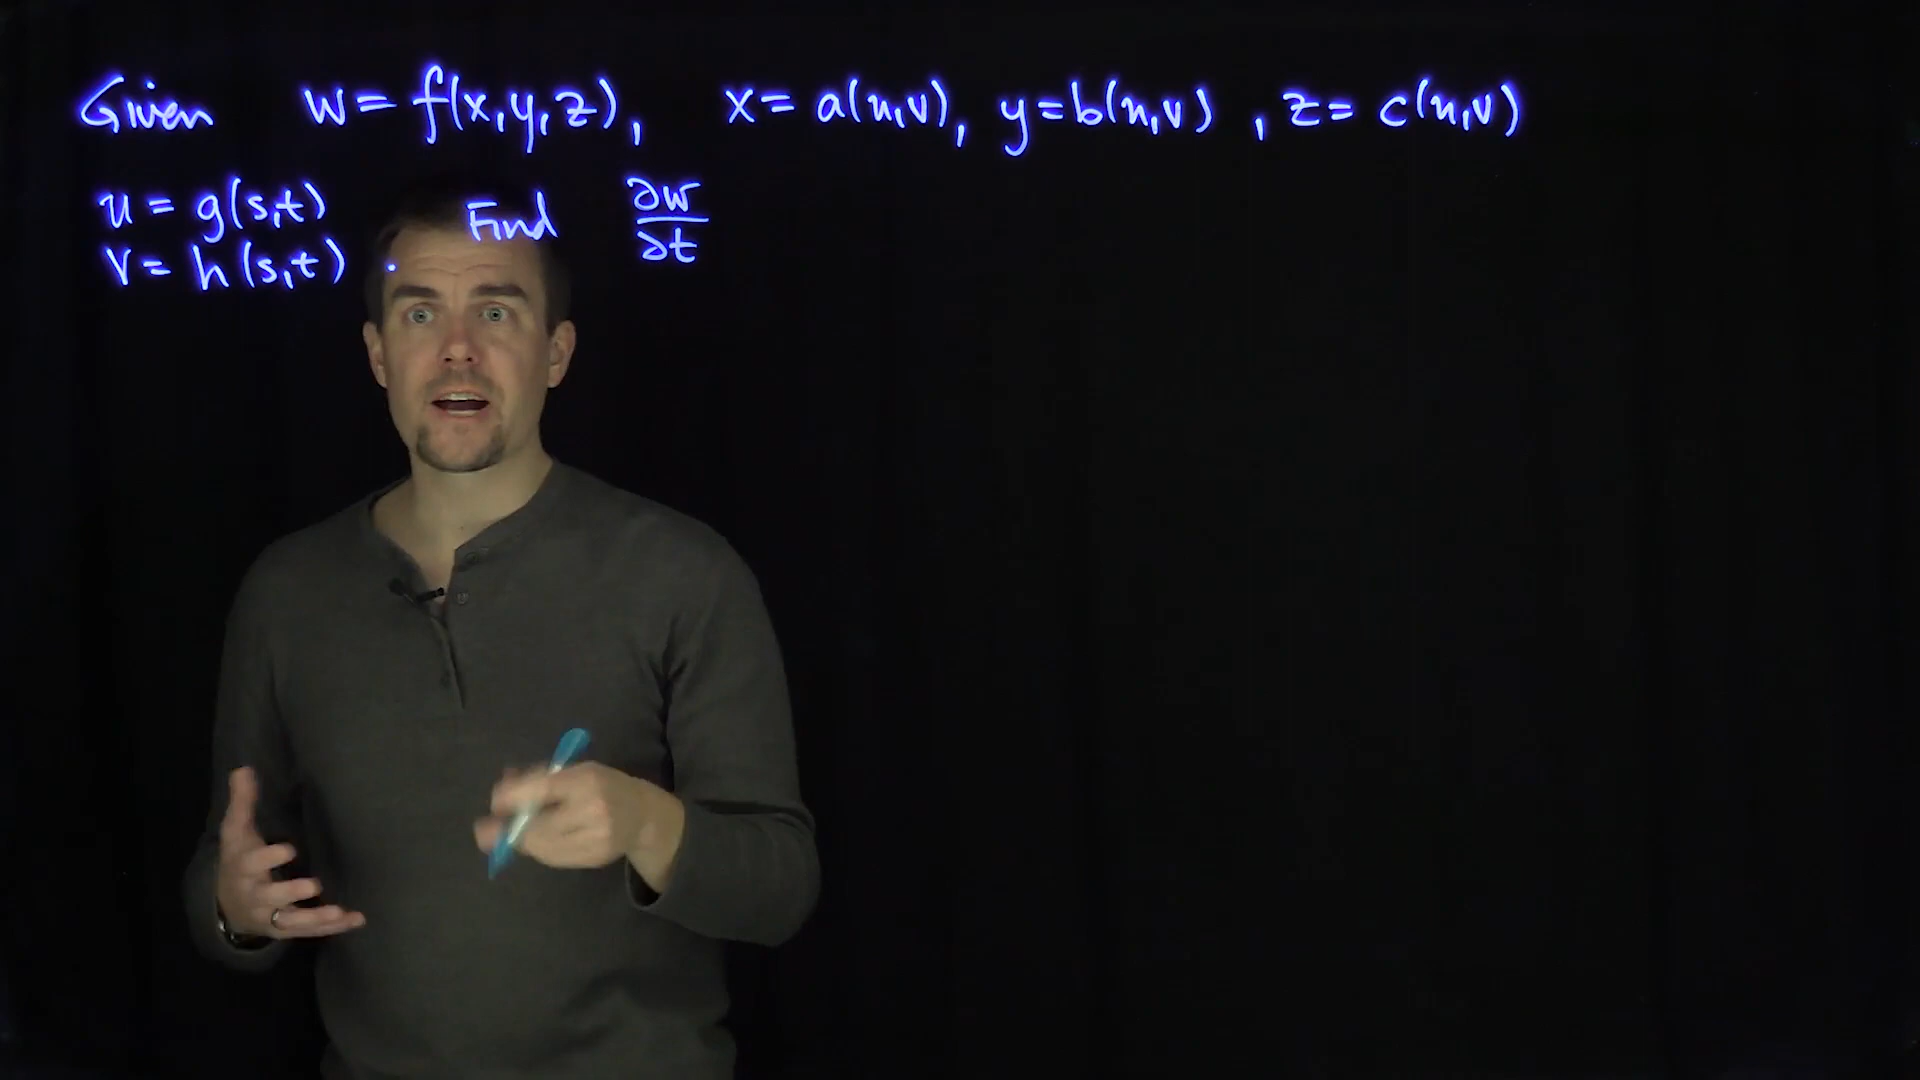 Given w = f(x,y,z), x = a(u,v), y = b(u,v), z = c(u,v)
u = g(s,t) Find ∂w/∂t
v = h(s,t).